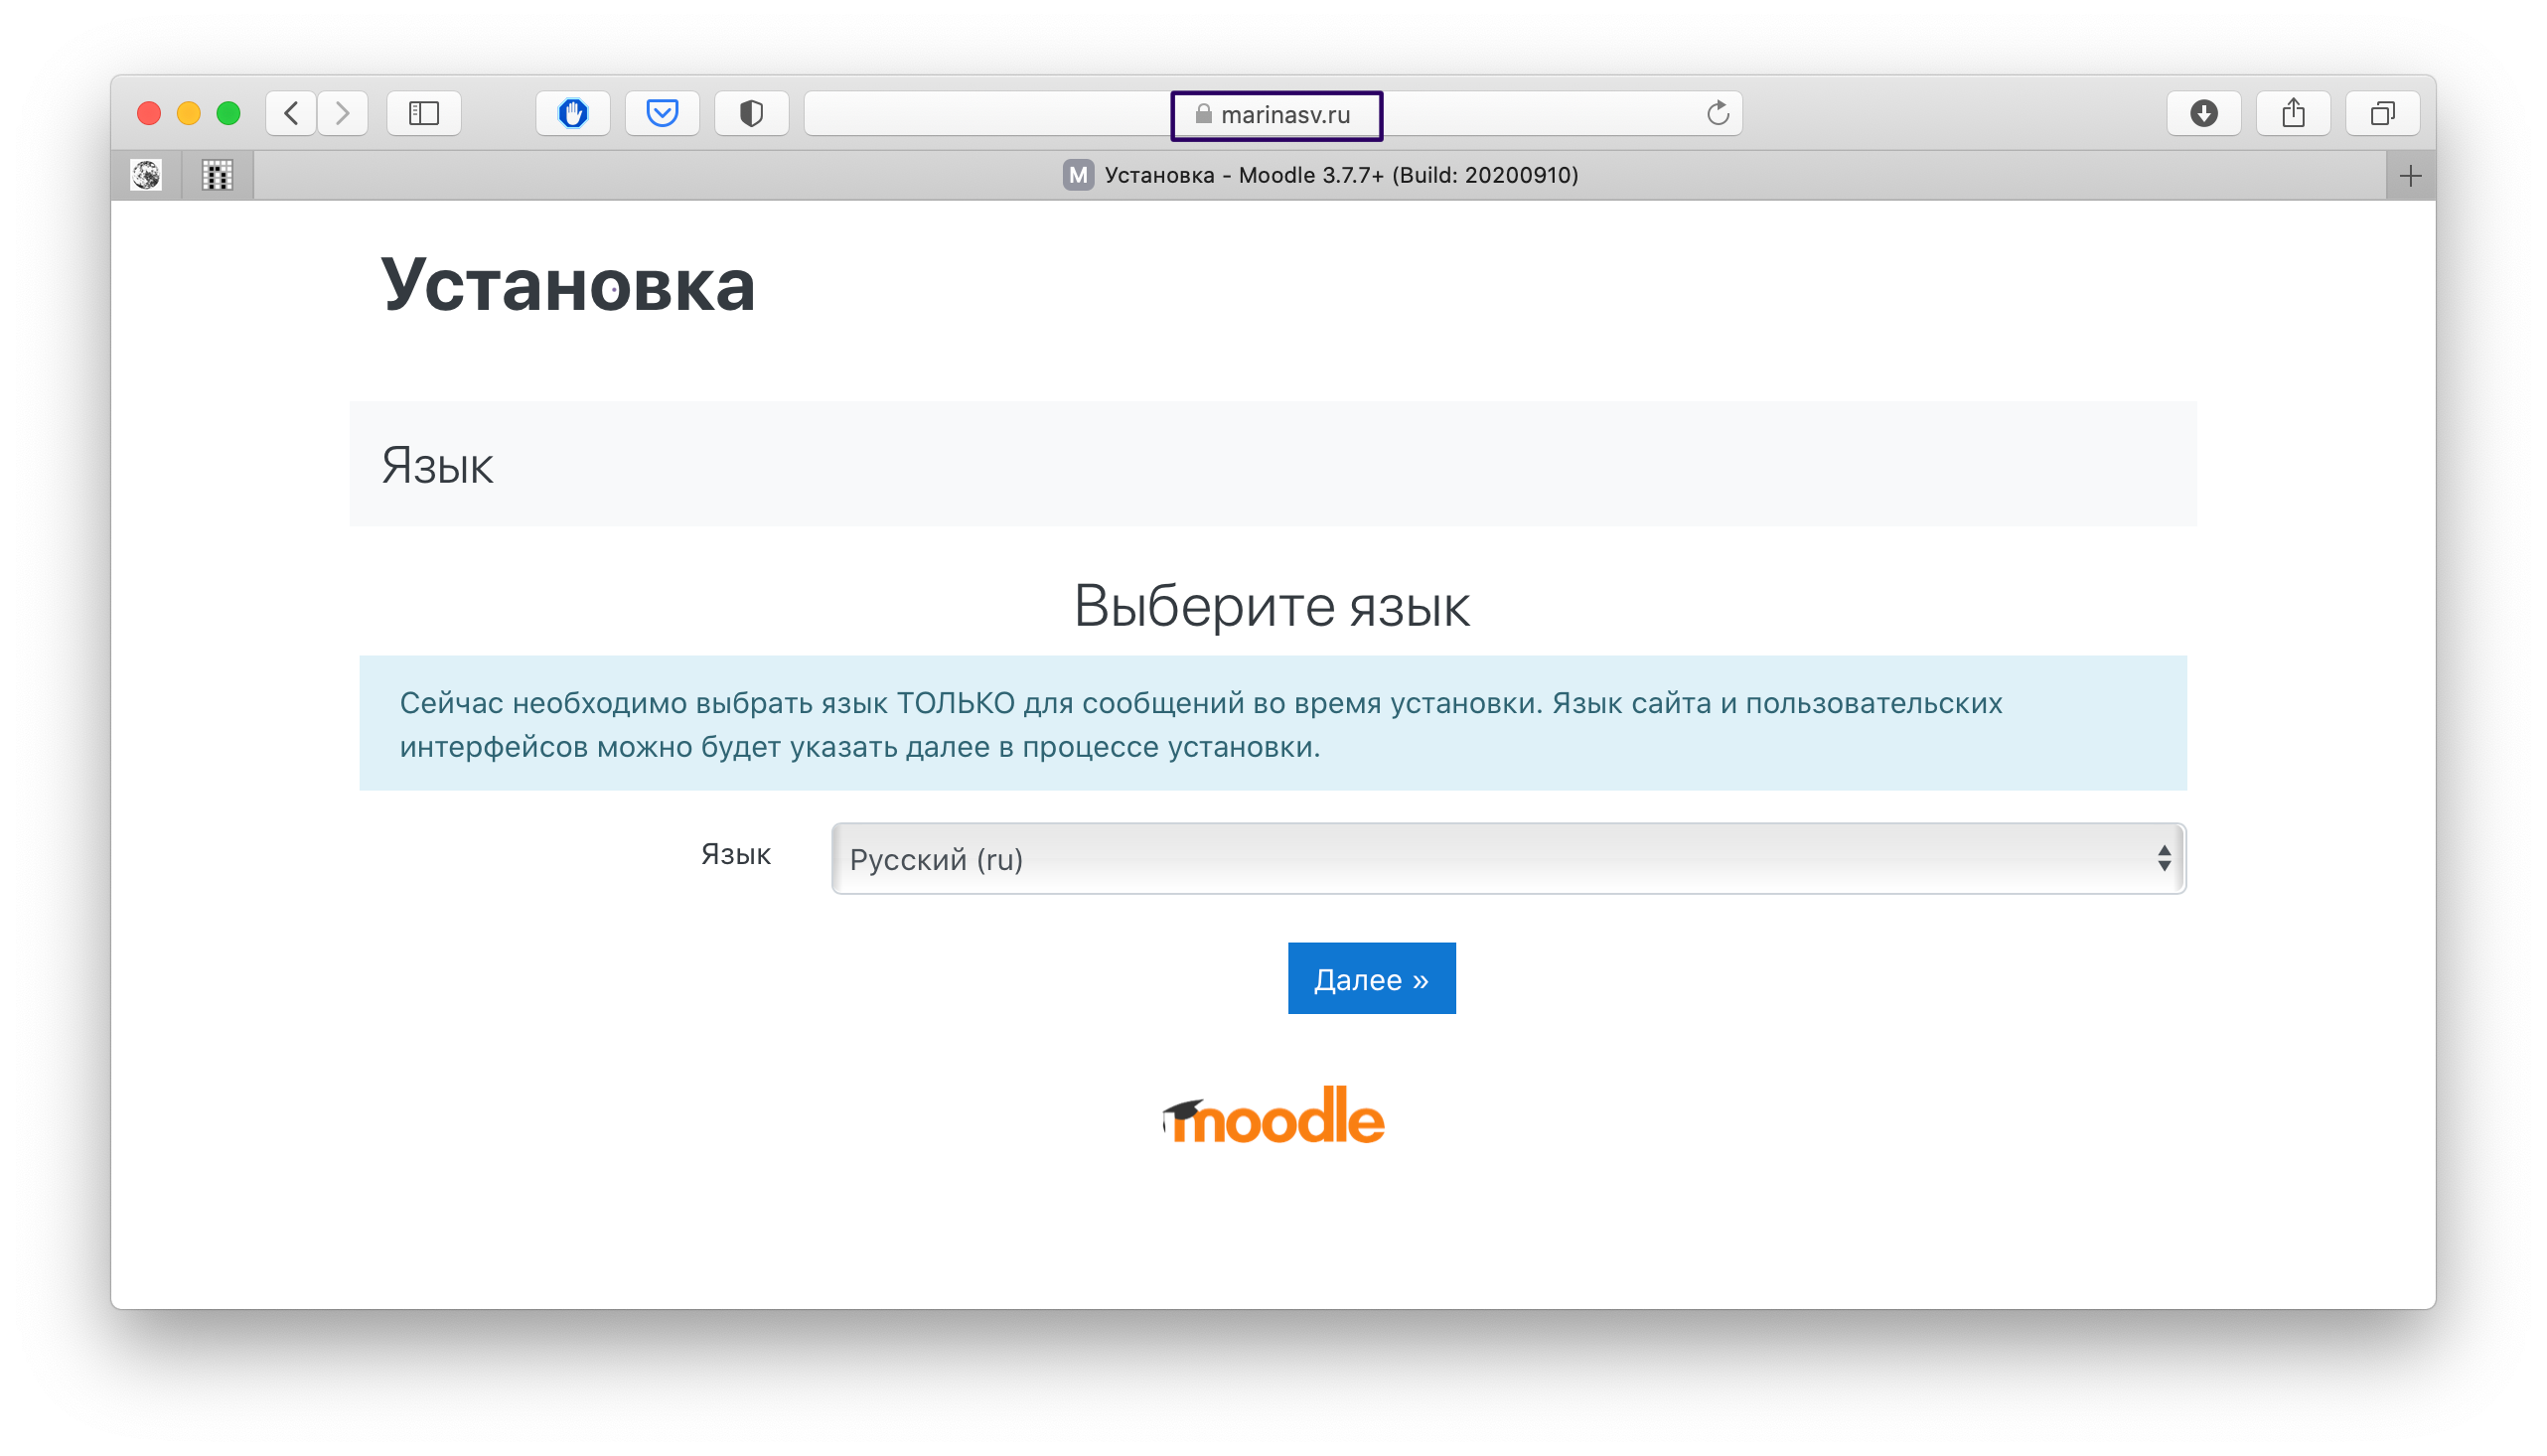 marinasv.ru
M Установка - Moodle 3.7.7+ (Build: 20200910)
Установка
Язык
Выберите язык
Сейчас необходимо выбрать язык ТОЛЬКО для сообщений во время установки. Язык сайта и пользовательских
интерфейсов можно будет указать далее в процессе установки.
Язык
Русский (ru)
Далее »
moodle